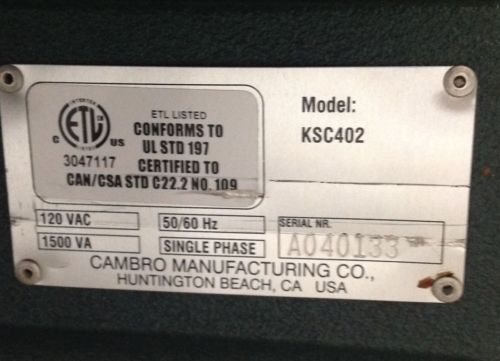 ETL LISTED
CONFORMS TO
UL STD 197
CERTIFIED TO
CAN/CSA STD C22.2 NO. 109
INTERTEK
ETL
C US
3047117
Model:
KSC402
120 VAC
50/60 Hz
1500 VA
SINGLE PHASE
SERIAL NR.
A040133
CAMBRO MANUFACTURING CO.,
HUNTINGTON BEACH, CA USA